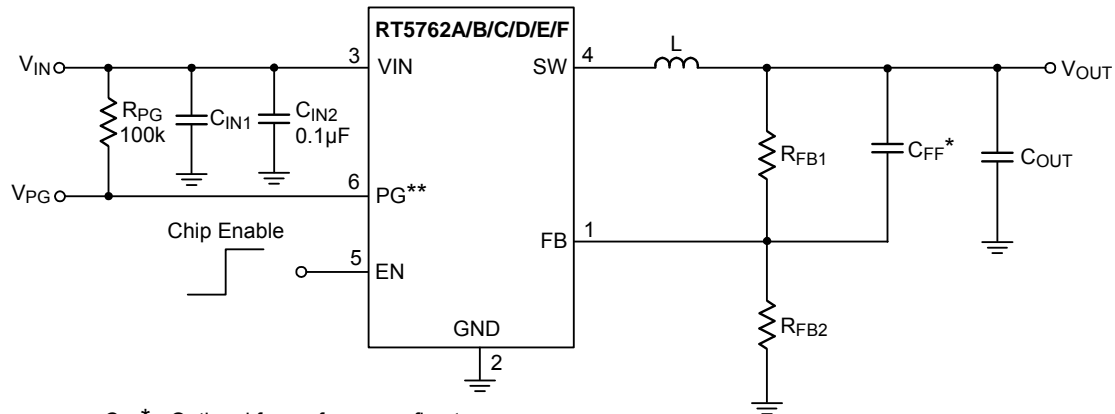 RT5762A/B/C/D/E/F
VIN
3
VIN
SW
4
L
VOUT
RPG
100k
CIN1
CIN2
0.1μF
RFB1
CFF*
COUT
VPG
6
PG**
Chip Enable
5
EN
FB
1
GND
2
RFB2